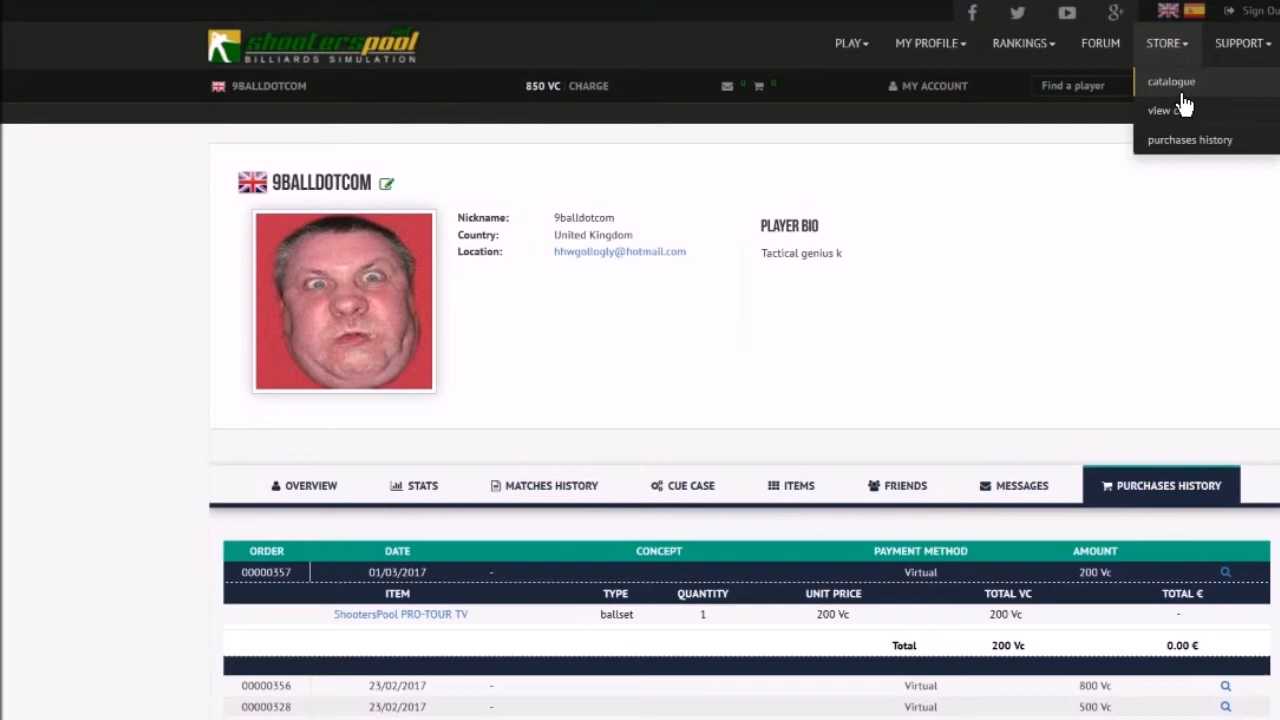 Sign Ou
shooterspool
BILLIARDS SIMULATION
PLAY MY PROFILE RANKINGS FORUM STORE SUPPORT
9BALLDOTCOM 850 VC CHARGE 0 0 MY ACCOUNT Find a player
catalogue
view
purchases history
9BALLDOTCOM
Nickname: 9balldotcom
Country: United Kingdom
Location: hhwgollogly@hotmail.com
PLAYER BIO
Tactical genius k
OVERVIEW STATS MATCHES HISTORY CUE CASE ITEMS FRIENDS MESSAGES PURCHASES HISTORY
ORDER DATE CONCEPT PAYMENT METHOD AMOUNT
00000357 01/03/2017 - Virtual 200 Vc
ITEM TYPE QUANTITY UNIT PRICE TOTAL VC TOTAL €
ShootersPool PRO-TOUR TV ballset 1 200 Vc 200 Vc -
Total 200 Vc 0.00 €
00000356 23/02/2017 - Virtual 800 Vc
00000328 23/02/2017 - Virtual 500 Vc